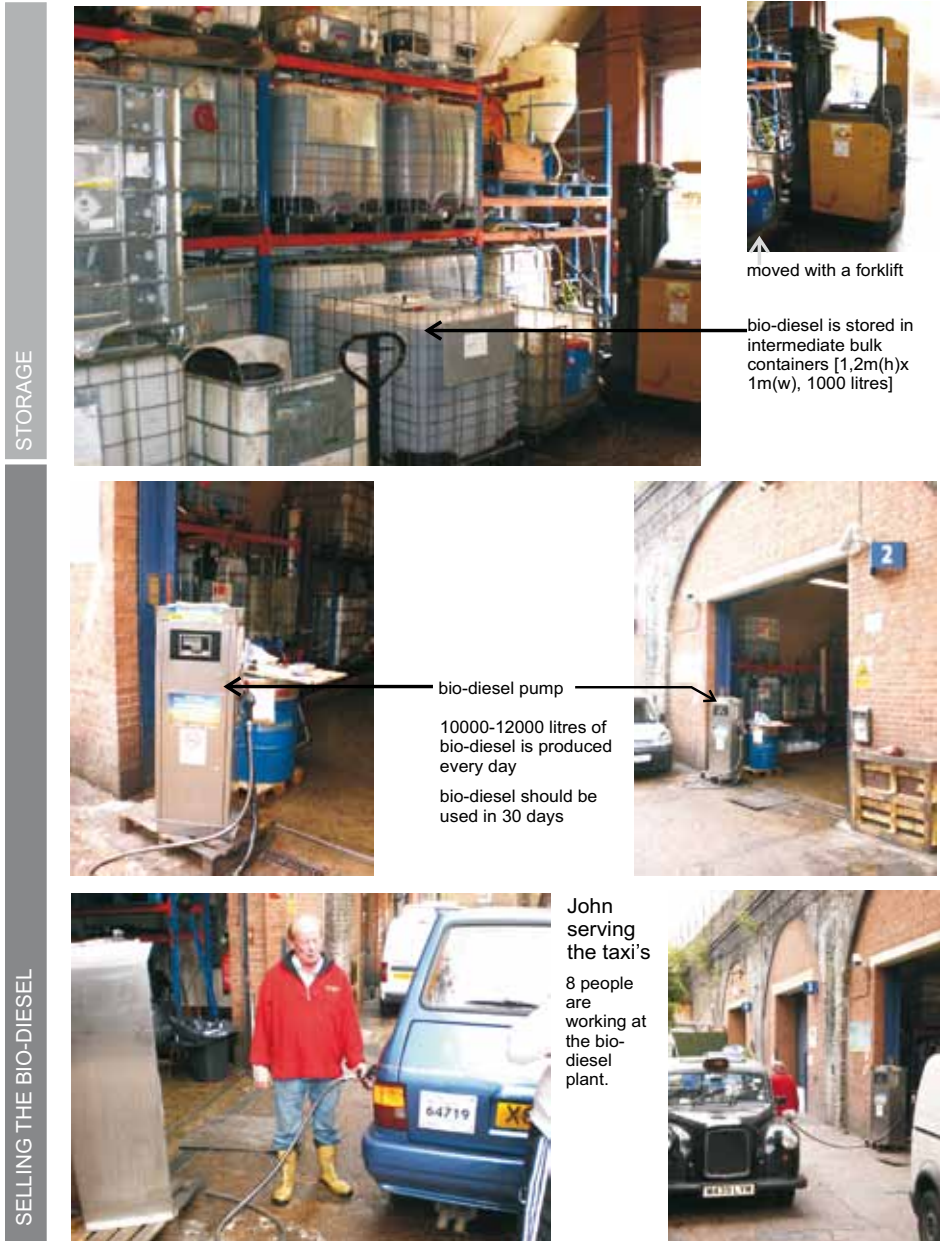 STORAGE
moved with a forklift
bio-diesel is stored in
intermediate bulk
containers [1,2m(h)x
1m(w), 1000 litres]
SELLING THE BIO-DIESEL
2
bio-diesel pump
10000-12000 litres of
bio-diesel is produced
every day
bio-diesel should be
used in 30 days
John
serving
the taxi's
8 people
are
working at
the bio-
diesel
plant.
64719